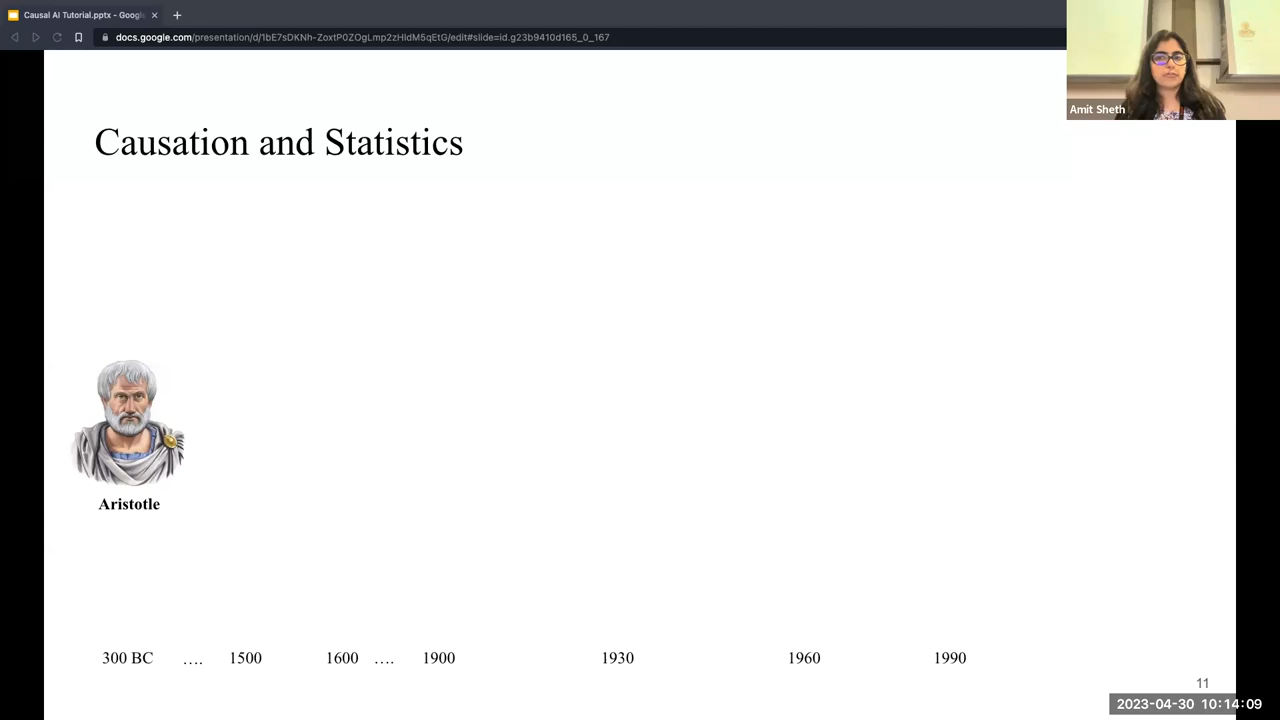 Causal AI Tutorial.pptx - Google
docs.google.com/presentation/d/1bE7sDKNh-ZoxtP0ZOgLmp2zHldM5qEtG/edit#slide=id.g23b9410d165_0_167
Amit Sheth
Causation and Statistics
Aristotle
300 BC .... 1500 1600 .... 1900 1930 1960 1990
11
2023-04-30 10:14:09